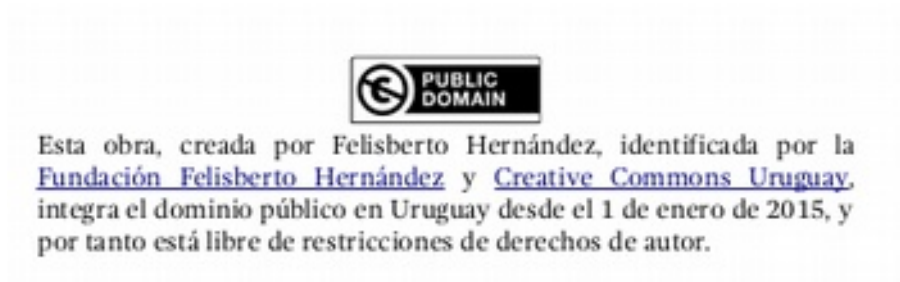 PUBLIC
DOMAIN
Esta obra, creada por Felisberto Hernández, identificada por la
Fundación Felisberto Hernández y Creative Commons Uruguay,
integra el dominio público en Uruguay desde el 1 de enero de 2015, y
por tanto está libre de restricciones de derechos de autor.